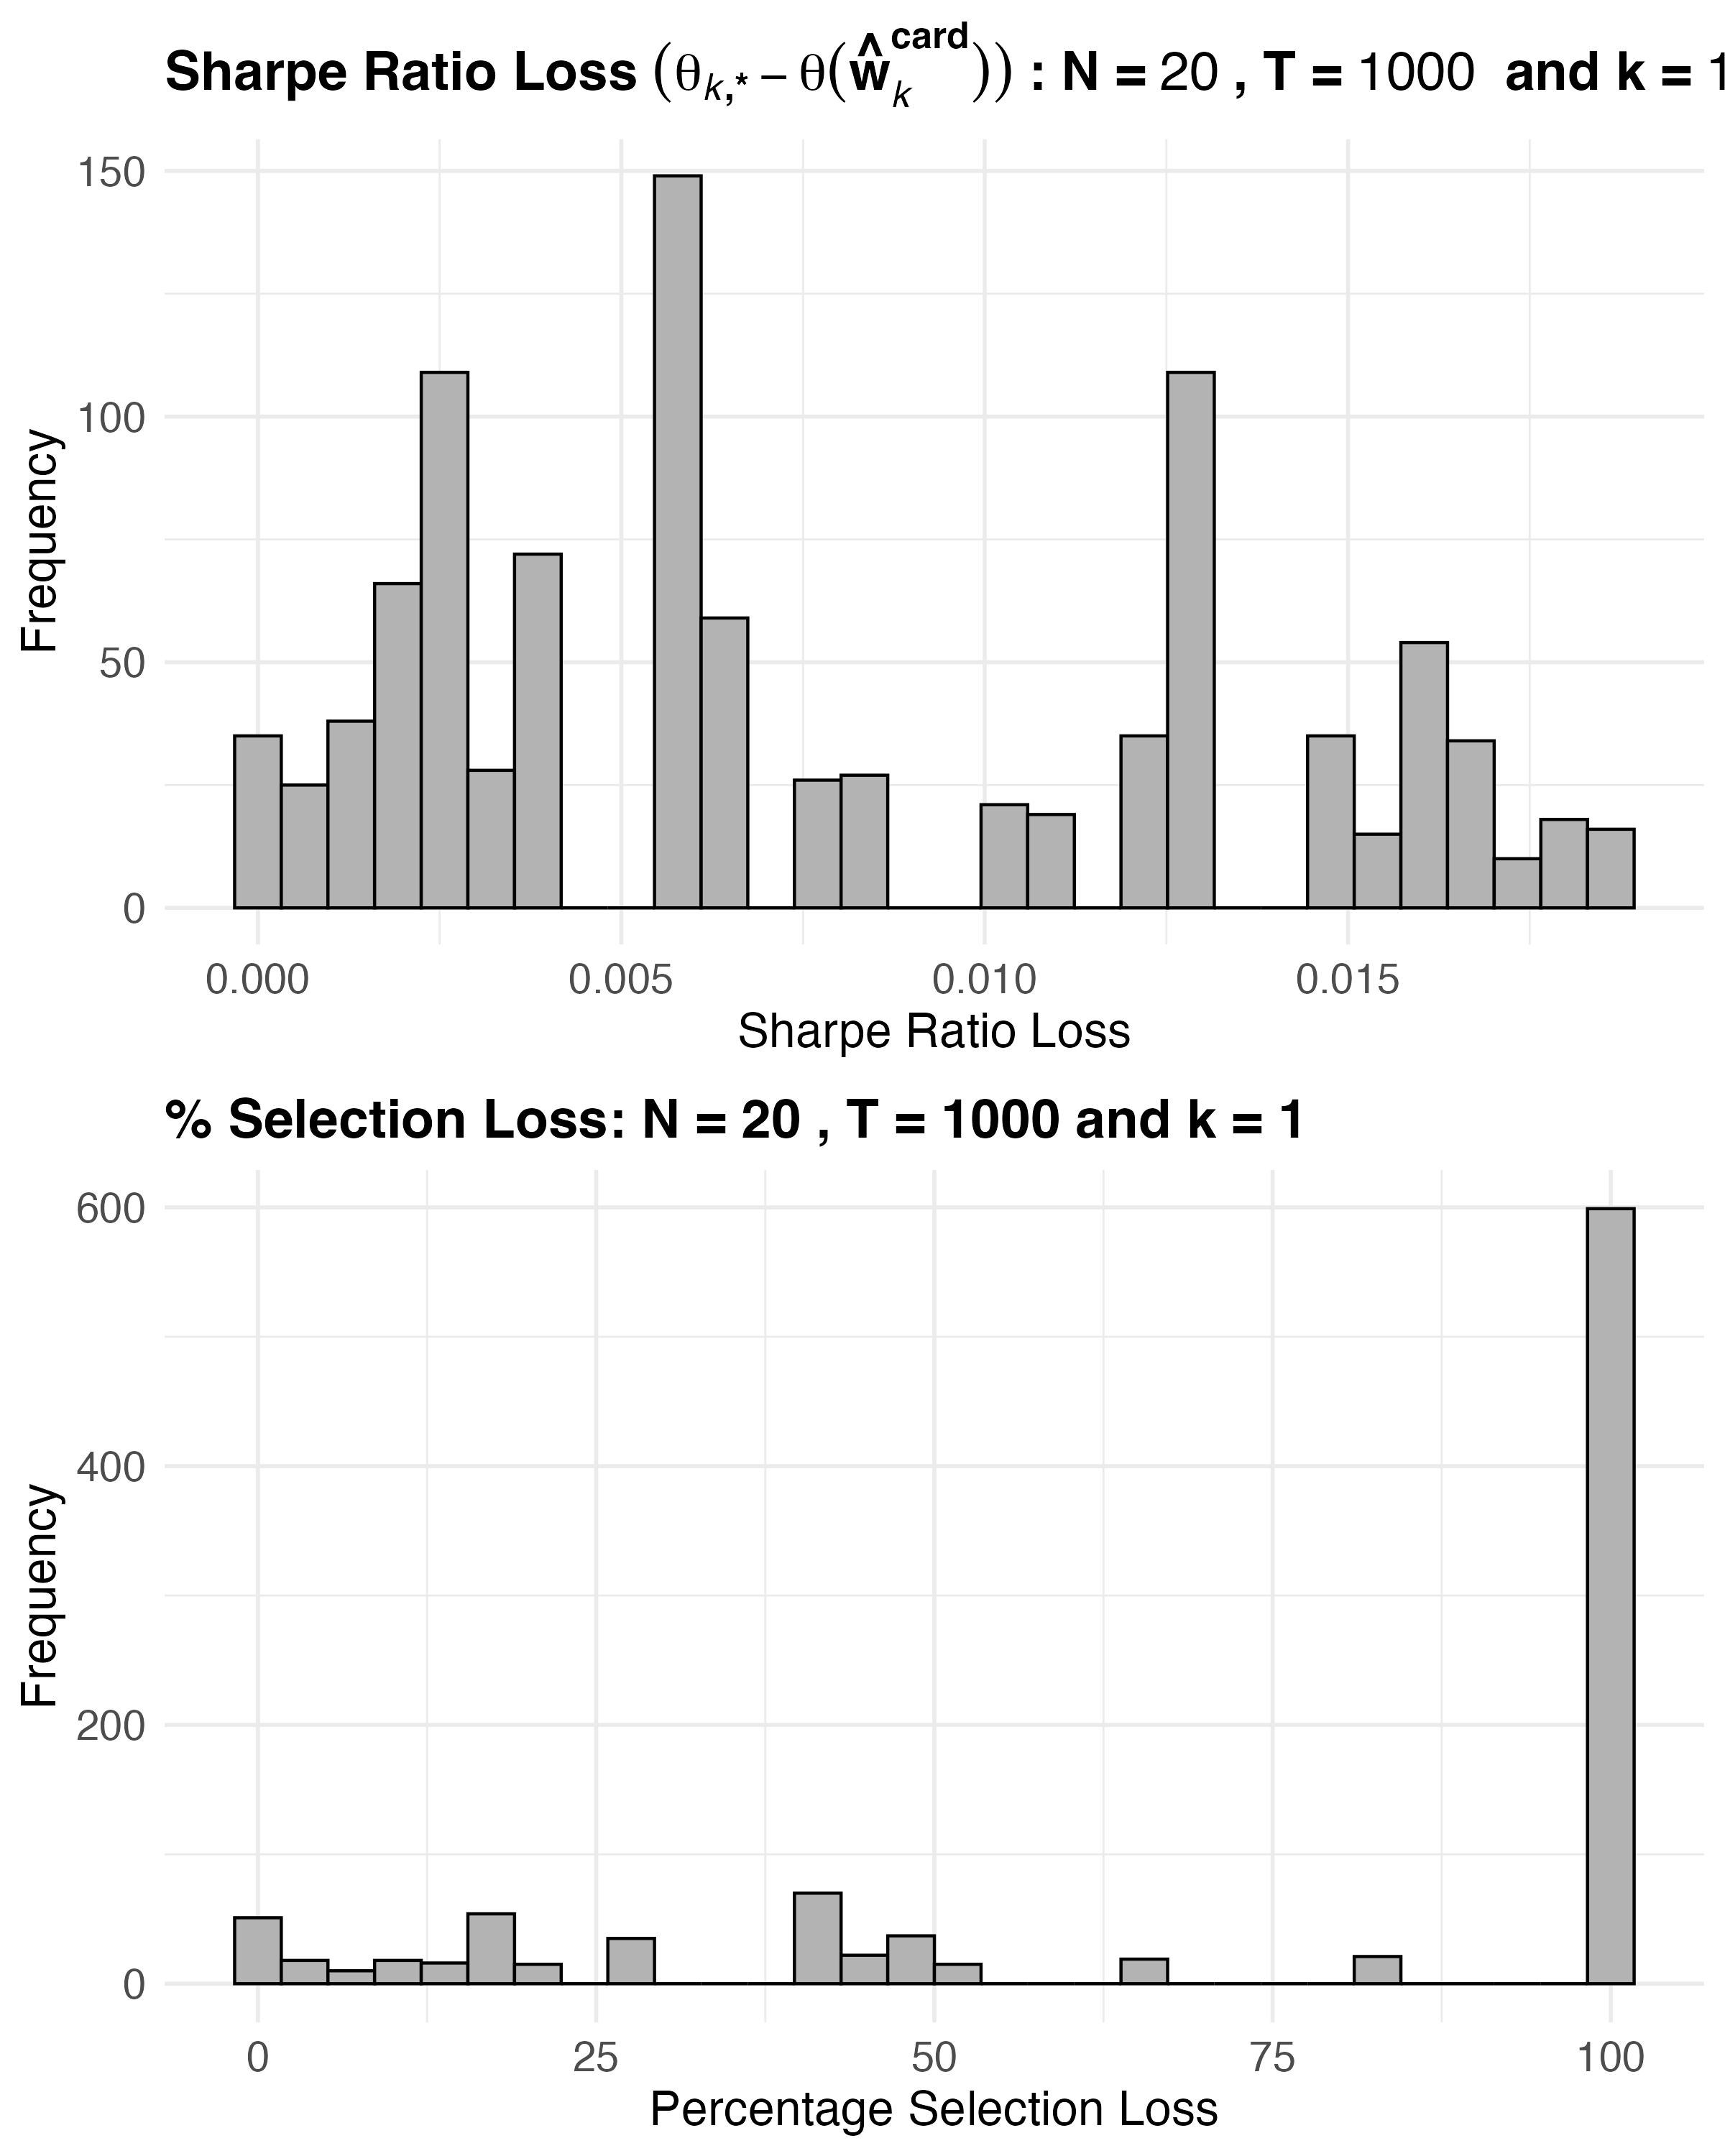 Sharpe Ratio Loss (θk,* − θ(ŵk^card)) : N = 20 , T = 1000 and k = 1
150
100
50
0
Frequency
0.000 0.005 0.010 0.015
Sharpe Ratio Loss
% Selection Loss: N = 20 , T = 1000 and k = 1
600
400
200
0
Frequency
0 25 50 75 100
Percentage Selection Loss